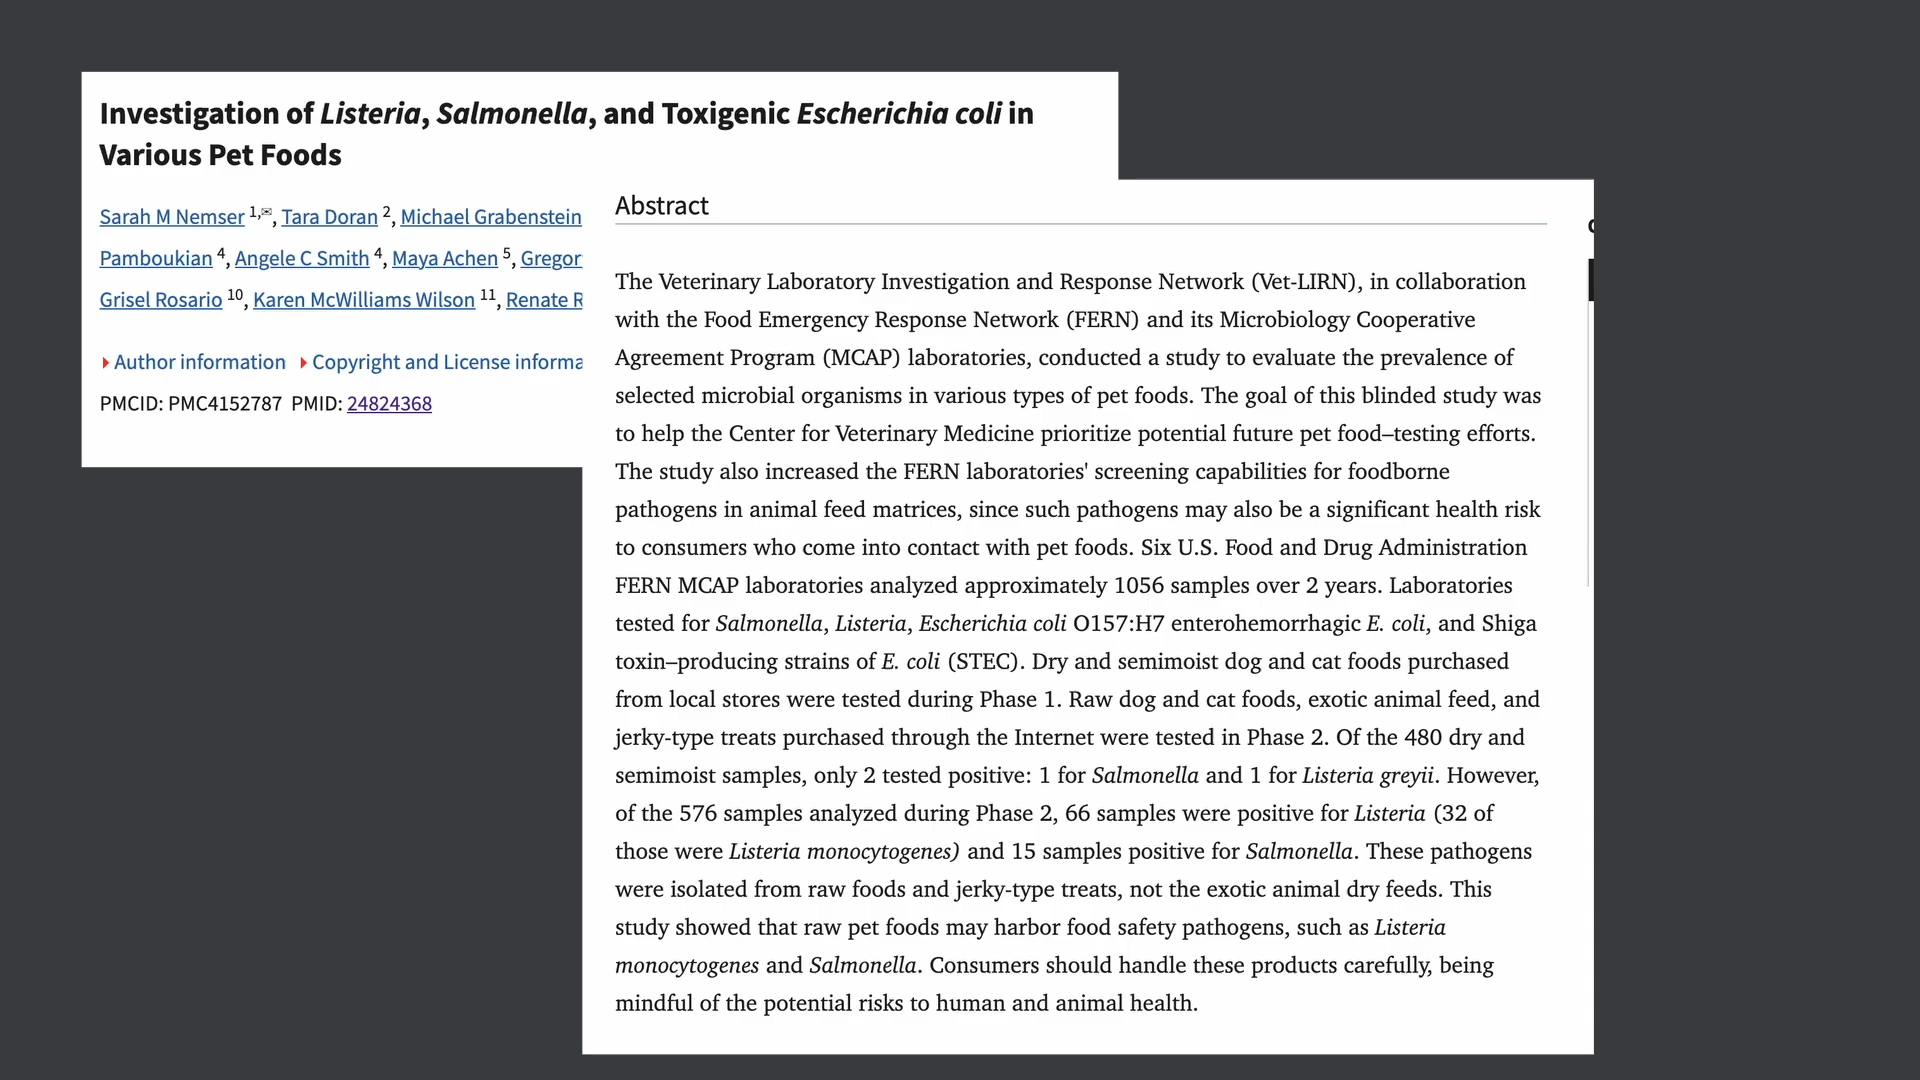 Investigation of Listeria, Salmonella, and Toxigenic Escherichia coli in
Various Pet Foods
Sarah M Nemser 1,✉, Tara Doran 2, Michael Grabenstein
Pamboukian 4, Angele C Smith 4, Maya Achen 5, Gregor
Grisel Rosario 10, Karen McWilliams Wilson 11, Renate R
Author information Copyright and License informa
PMCID: PMC4152787 PMID: 24824368
Abstract
The Veterinary Laboratory Investigation and Response Network (Vet-LIRN), in collaboration
with the Food Emergency Response Network (FERN) and its Microbiology Cooperative
Agreement Program (MCAP) laboratories, conducted a study to evaluate the prevalence of
selected microbial organisms in various types of pet foods. The goal of this blinded study was
to help the Center for Veterinary Medicine prioritize potential future pet food–testing efforts.
The study also increased the FERN laboratories' screening capabilities for foodborne
pathogens in animal feed matrices, since such pathogens may also be a significant health risk
to consumers who come into contact with pet foods. Six U.S. Food and Drug Administration
FERN MCAP laboratories analyzed approximately 1056 samples over 2 years. Laboratories
tested for Salmonella, Listeria, Escherichia coli O157:H7 enterohemorrhagic E. coli, and Shiga
toxin–producing strains of E. coli (STEC). Dry and semimoist dog and cat foods purchased
from local stores were tested during Phase 1. Raw dog and cat foods, exotic animal feed, and
jerky-type treats purchased through the Internet were tested in Phase 2. Of the 480 dry and
semimoist samples, only 2 tested positive: 1 for Salmonella and 1 for Listeria greyii. However,
of the 576 samples analyzed during Phase 2, 66 samples were positive for Listeria (32 of
those were Listeria monocytogenes) and 15 samples positive for Salmonella. These pathogens
were isolated from raw foods and jerky-type treats, not the exotic animal dry feeds. This
study showed that raw pet foods may harbor food safety pathogens, such as Listeria
monocytogenes and Salmonella. Consumers should handle these products carefully, being
mindful of the potential risks to human and animal health.